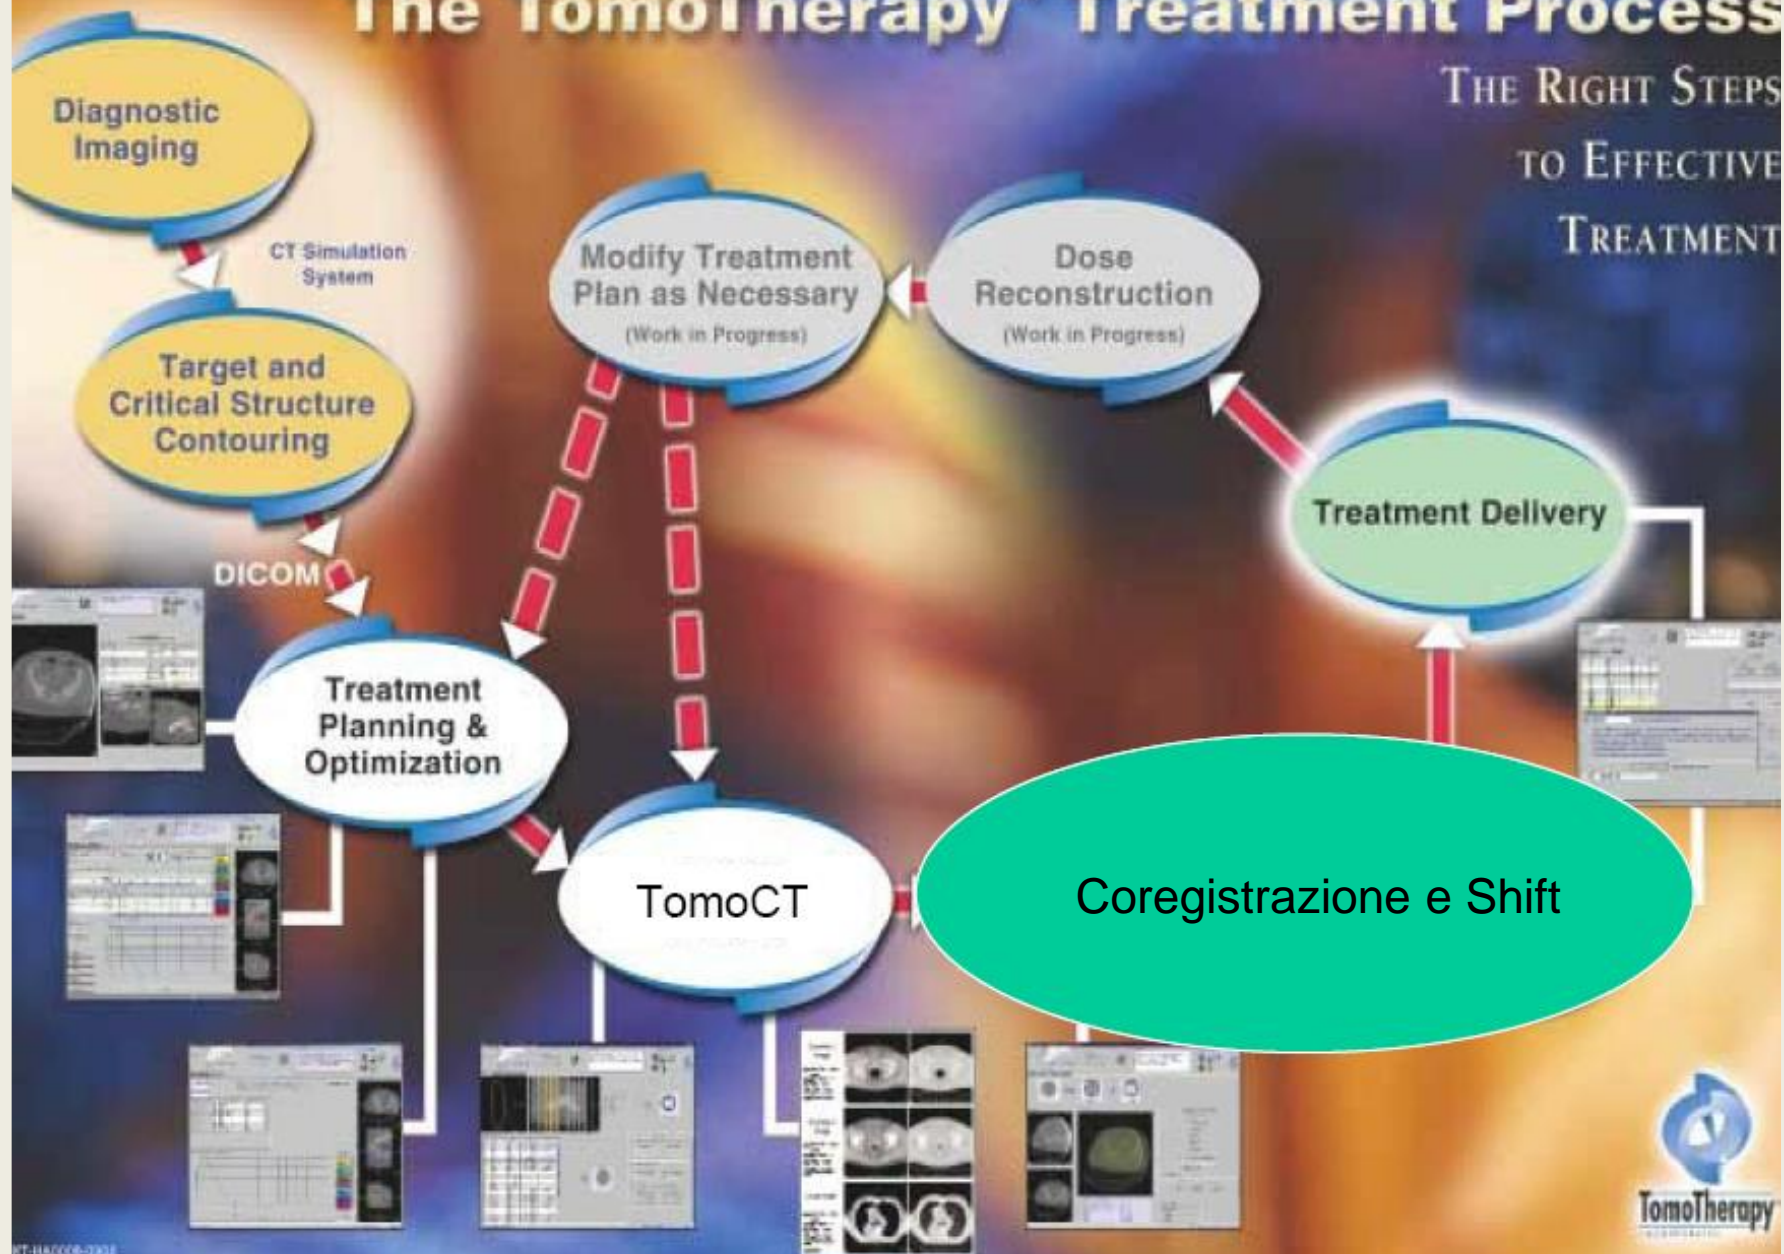 The TomoTherapy Treatment Process
THE RIGHT STEPS
TO EFFECTIVE
TREATMENT
Diagnostic
Imaging
CT Simulation
System
Target and
Critical Structure
Contouring
DICOM
Modify Treatment
Plan as Necessary
(Work in Progress)
Dose
Reconstruction
(Work in Progress)
Treatment Delivery
Treatment
Planning &
Optimization
TomoCT
Coregistrazione e Shift
TomoTherapy